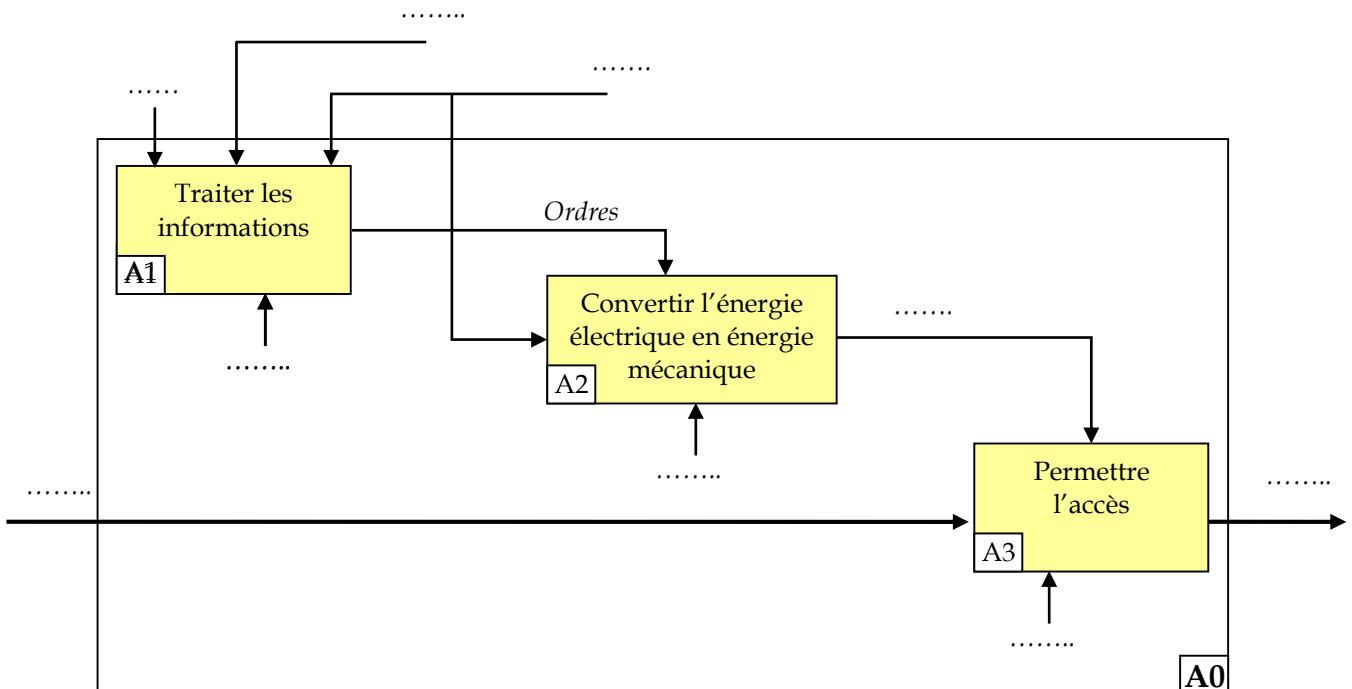 ……..
…….
……
Traiter les
informations
A1
Ordres
……..
Convertir l’énergie
électrique en énergie
mécanique
A2
…….
……..
……..
Permettre
l’accès
A3
……..
……..
A0